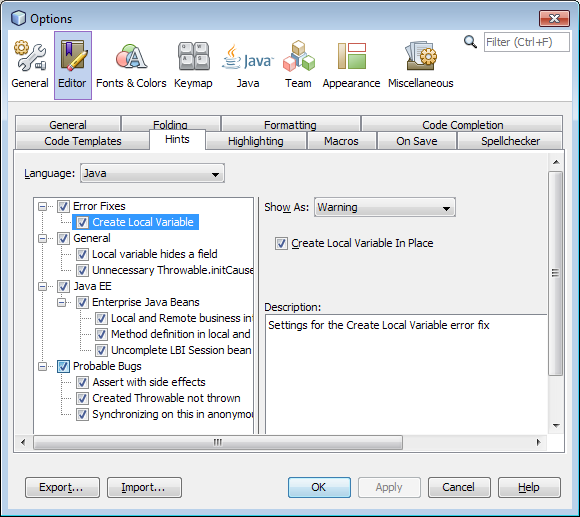 Options
Filter (Ctrl+F)
General
Editor
Fonts & Colors
Keymap
Java
Java
Team
Appearance
Miscellaneous
General
Folding
Formatting
Code Completion
Code Templates
Hints
Highlighting
Macros
On Save
Spellchecker
Language: Java
Error Fixes
Create Local Variable
General
Local variable hides a field
Unnecessary Throwable.initCause
Java EE
Enterprise Java Beans
Local and Remote business int
Method definition in local and
Uncomplete LBI Session bean
Probable Bugs
Assert with side effects
Created Throwable not thrown
Synchronizing on this in anonymo
Show As: Warning
Create Local Variable In Place
Description:
Settings for the Create Local Variable error fix
Export...
Import...
OK
Apply
Cancel
Help